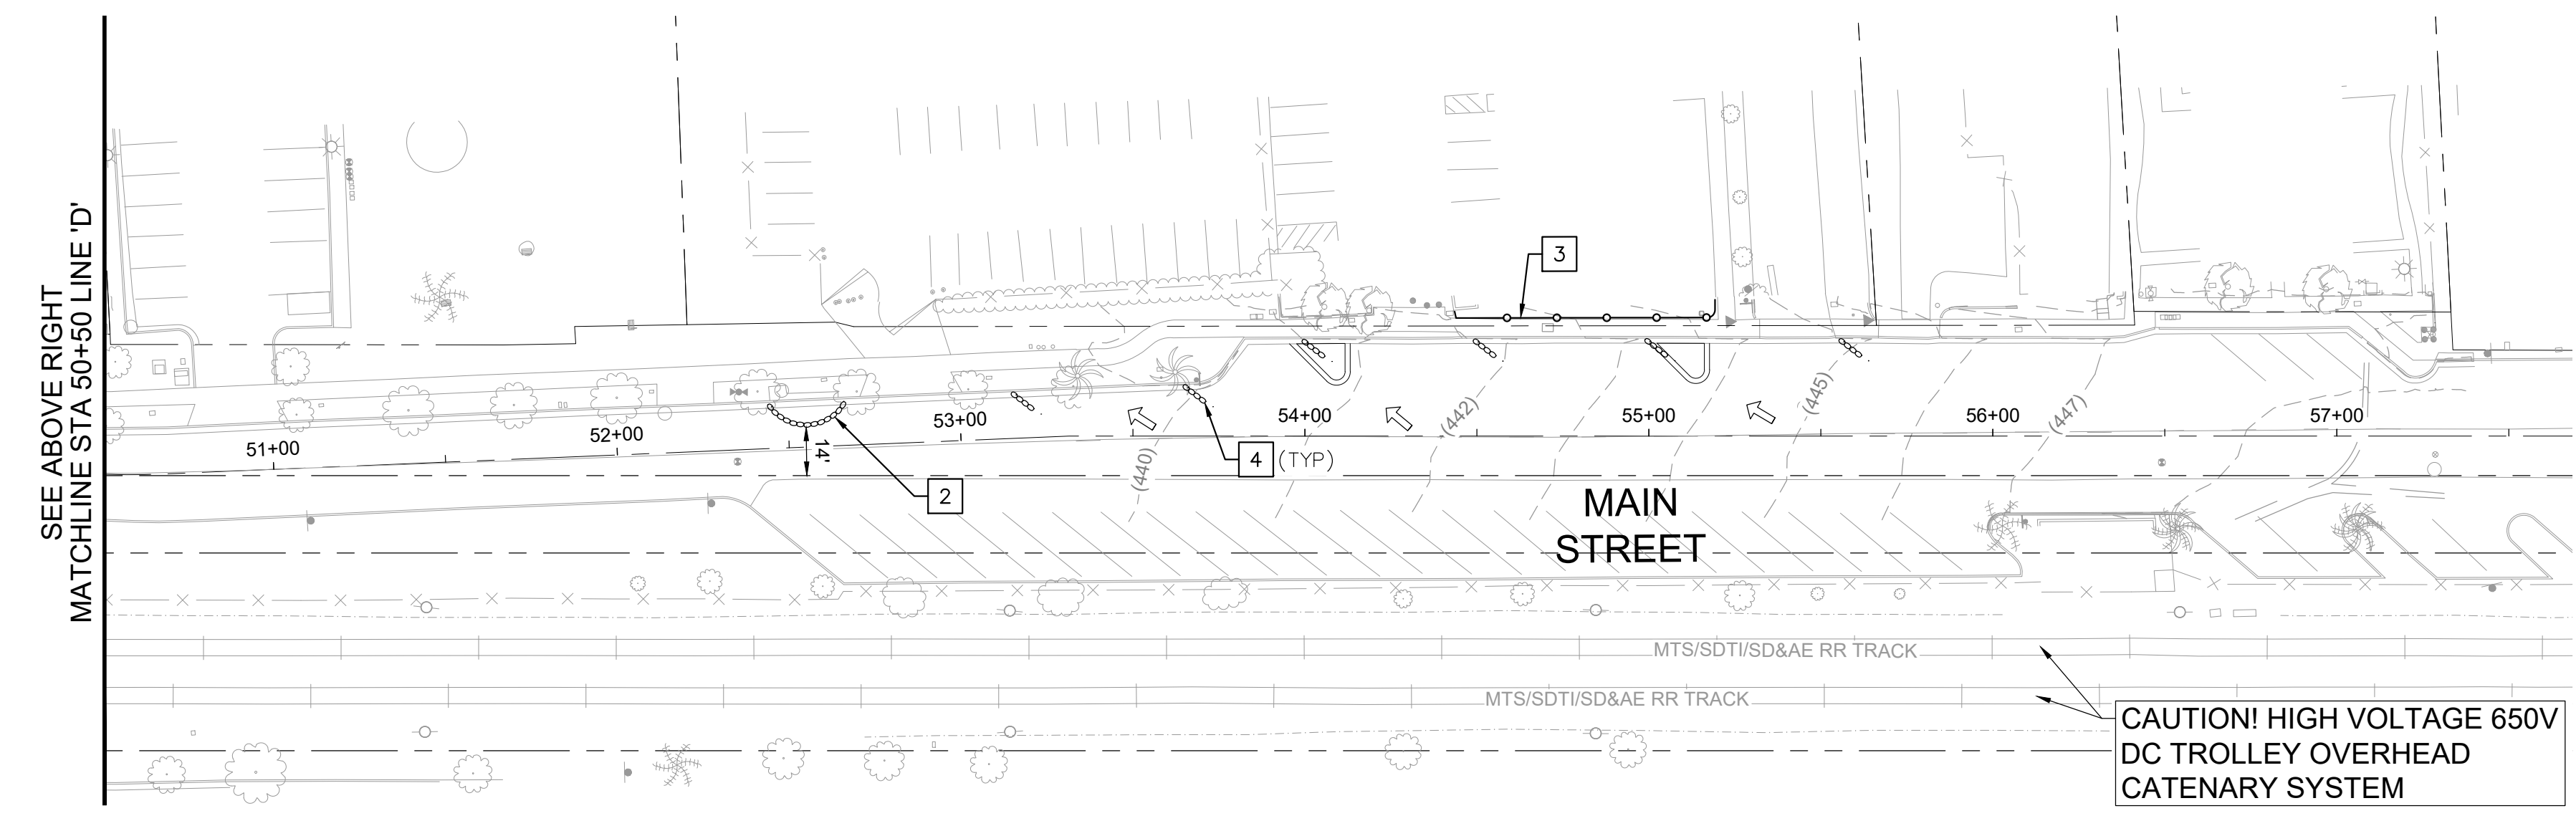 SEE ABOVE RIGHT
MATCHLINE STA 50+50 LINE 'D'
3
51+00
52+00
53+00
54+00
55+00
56+00
57+00
(440)
(442)
(445)
(447)
14'
2
4 (TYP)
MAIN
STREET
MTS/SDTI/SD&AE RR TRACK
MTS/SDTI/SD&AE RR TRACK
CAUTION! HIGH VOLTAGE 650V
DC TROLLEY OVERHEAD
CATENARY SYSTEM